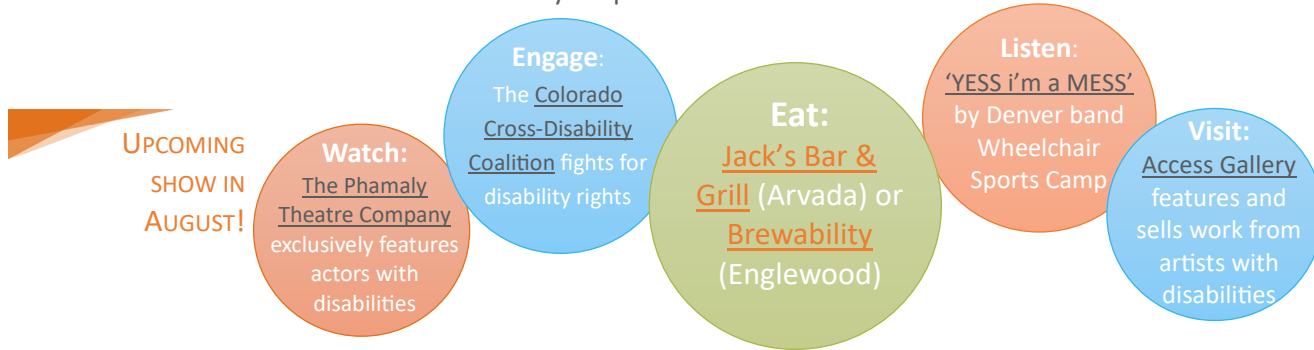 UPCOMING
SHOW IN
AUGUST!
Watch:
The Phamaly
Theatre Company
exclusively features
actors with
disabilities
Engage:
The Colorado
Cross-Disability
Coalition fights for
disability rights
Eat:
Jack's Bar &
Grill (Arvada) or
Brewability
(Englewood)
Listen:
'YESS i'm a MESS'
by Denver band
Wheelchair
Sports Camp
Visit:
Access Gallery
features and
sells work from
artists with
disabilities